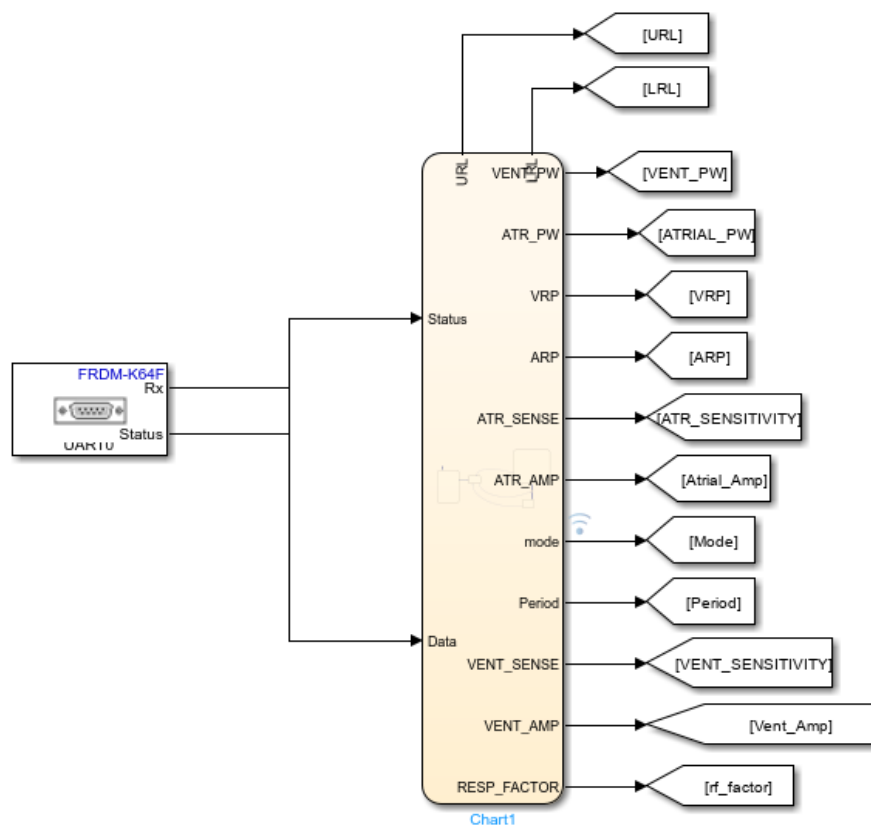 [URL]
[LRL]
URL
LRL
VENT_PW
[VENT_PW]
ATR_PW
[ATRIAL_PW]
VRP
[VRP]
Status
ARP
[ARP]
FRDM-K64F
Rx
Status
UART0
ATR_SENSE
[ATR_SENSITIVITY]
ATR_AMP
[Atrial_Amp]
mode
[Mode]
Period
[Period]
Data
VENT_SENSE
[VENT_SENSITIVITY]
VENT_AMP
[Vent_Amp]
RESP_FACTOR
[rf_factor]
Chart1